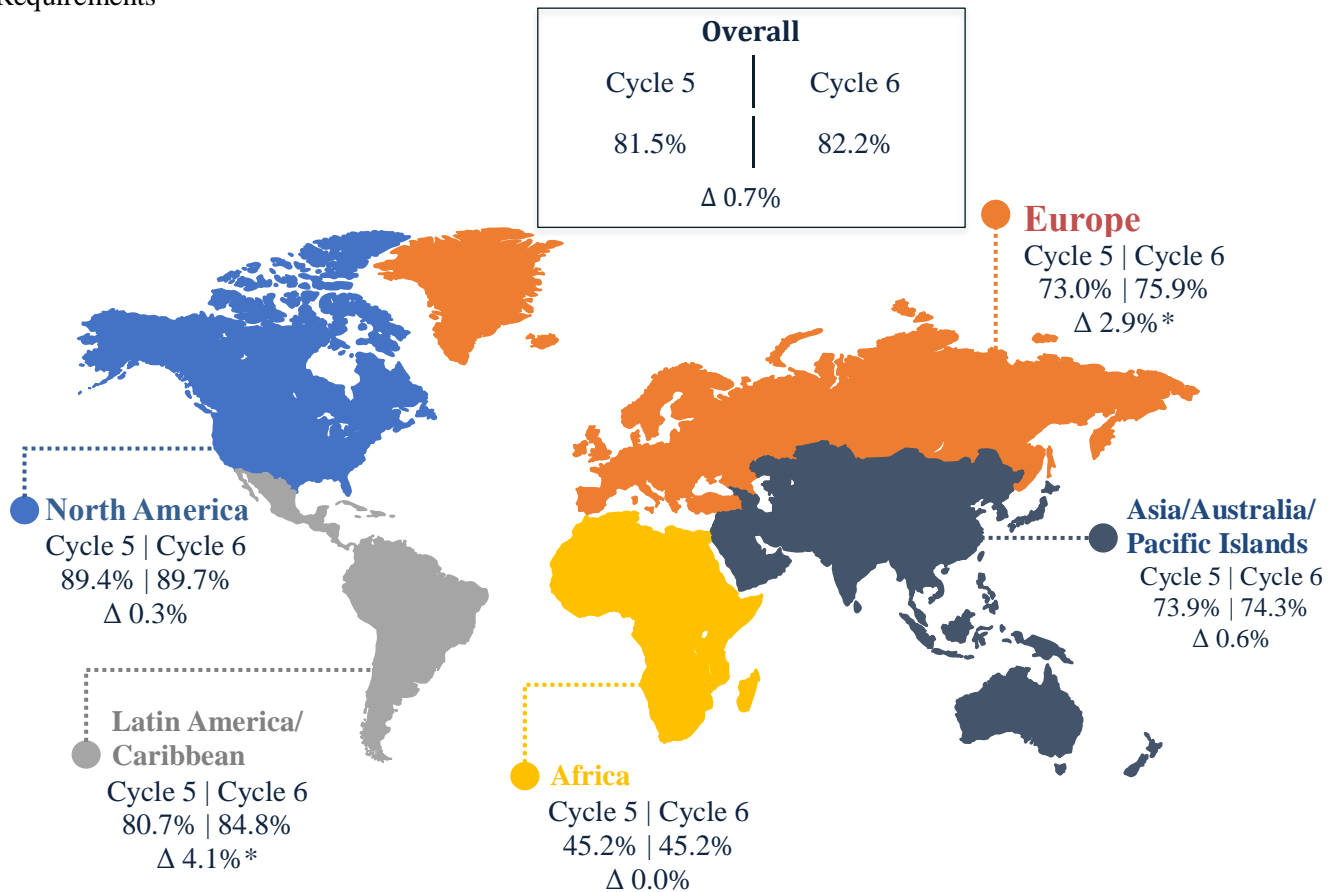 Requirements
Overall
Cycle 5 | Cycle 6
81.5% | 82.2%
Δ 0.7%
Europe
Cycle 5 | Cycle 6
73.0% | 75.9%
Δ 2.9%*
North America
Cycle 5 | Cycle 6
89.4% | 89.7%
Δ 0.3%
Asia/Australia/
Pacific Islands
Cycle 5 | Cycle 6
73.9% | 74.3%
Δ 0.6%
Latin America/
Caribbean
Cycle 5 | Cycle 6
80.7% | 84.8%
Δ 4.1%*
Africa
Cycle 5 | Cycle 6
45.2% | 45.2%
Δ 0.0%